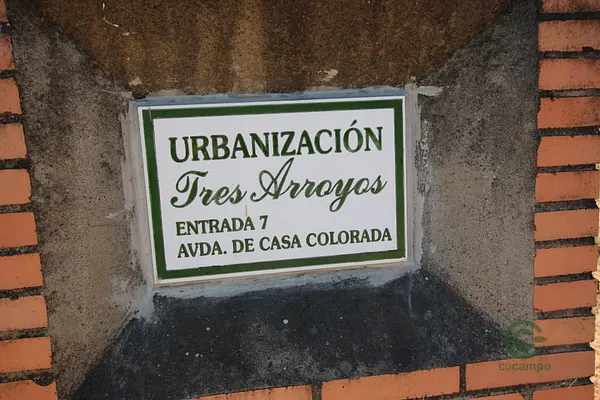 URBANIZACIÓN
Tres Arroyos
ENTRADA 7
AVDA. DE CASA COLORADA
cocampo